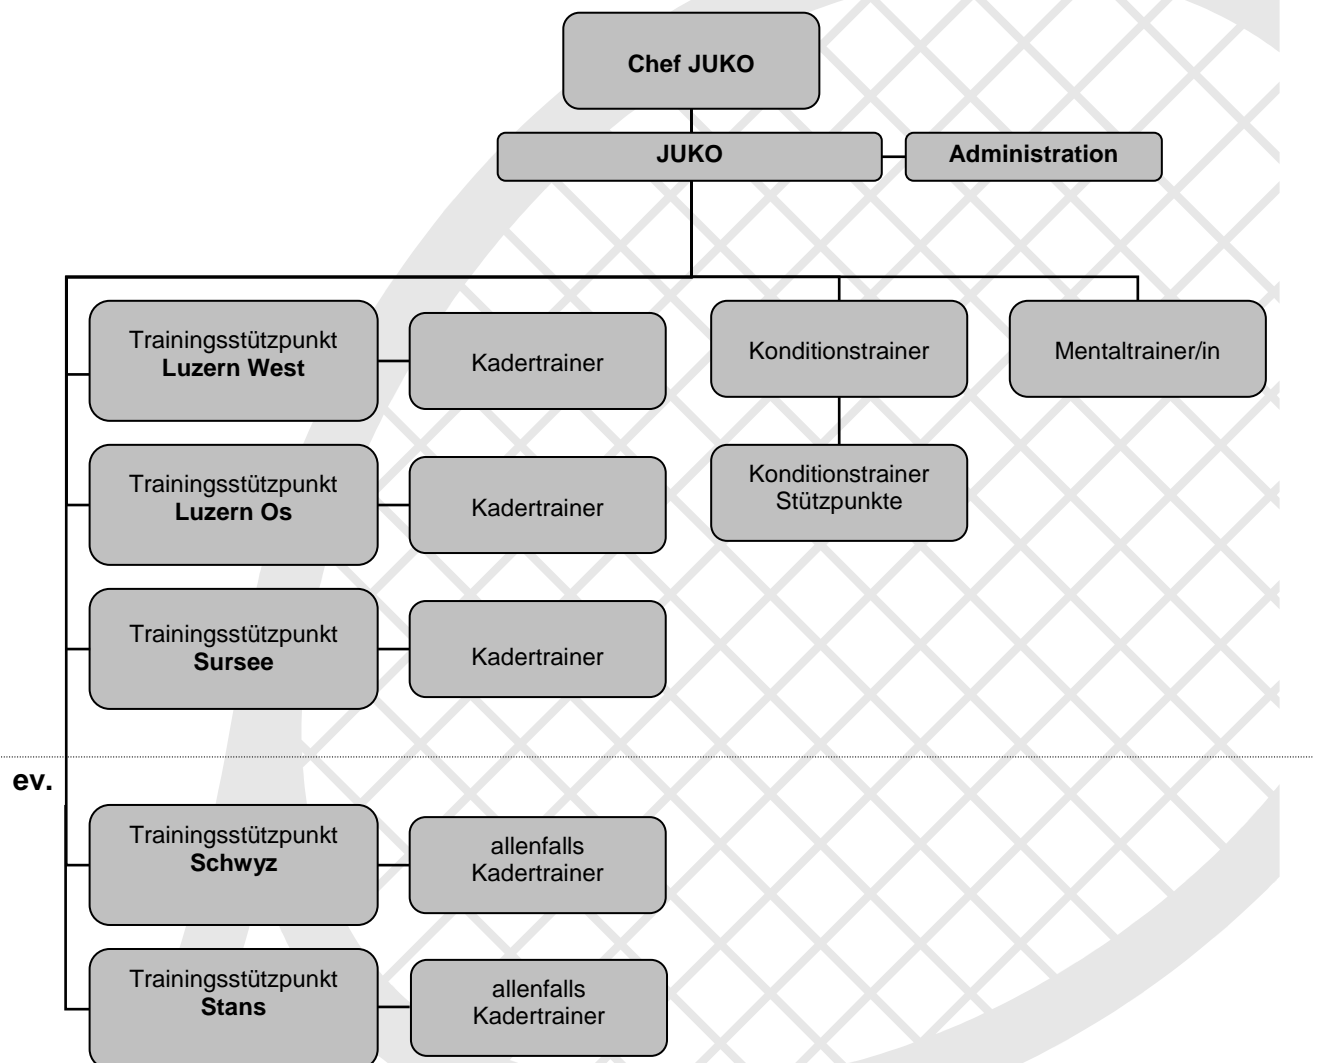 Chef JUKO
JUKO
Administration
Trainingsstützpunkt
Luzern West
Kadertrainer
Konditionstrainer
Mentaltrainer/in
Trainingsstützpunkt
Luzern Os
Kadertrainer
Konditionstrainer
Stützpunkte
Trainingsstützpunkt
Sursee
Kadertrainer
ev.
Trainingsstützpunkt
Schwyz
allenfalls
Kadertrainer
Trainingsstützpunkt
Stans
allenfalls
Kadertrainer